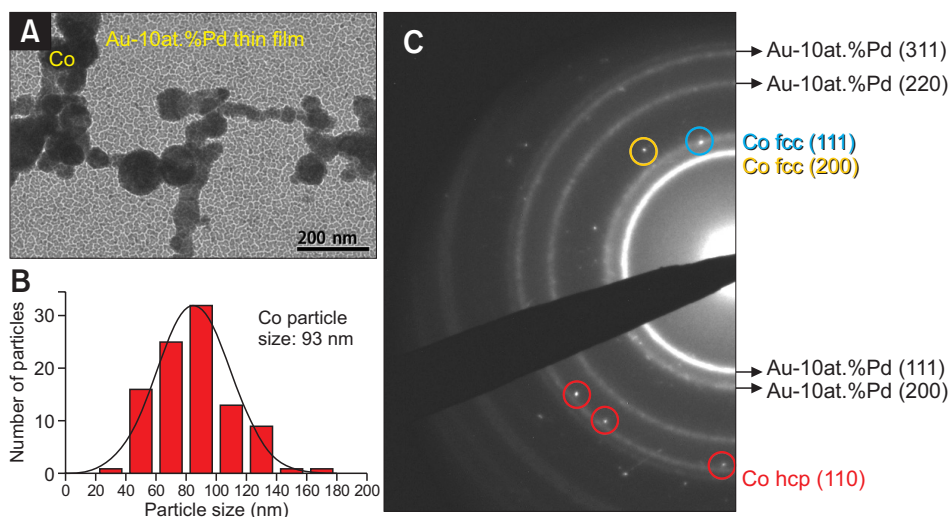 A
Au-10at.%Pd thin film
Co
200 nm
B
Number of particles
30
20
10
0
Co particle
size: 93 nm
0 20 40 60 80 100 120 140 160 180 200
Particle size (nm)
C
Au-10at.%Pd (311)
Au-10at.%Pd (220)
Co fcc (111)
Co fcc (200)
Au-10at.%Pd (111)
Au-10at.%Pd (200)
Co hcp (110)